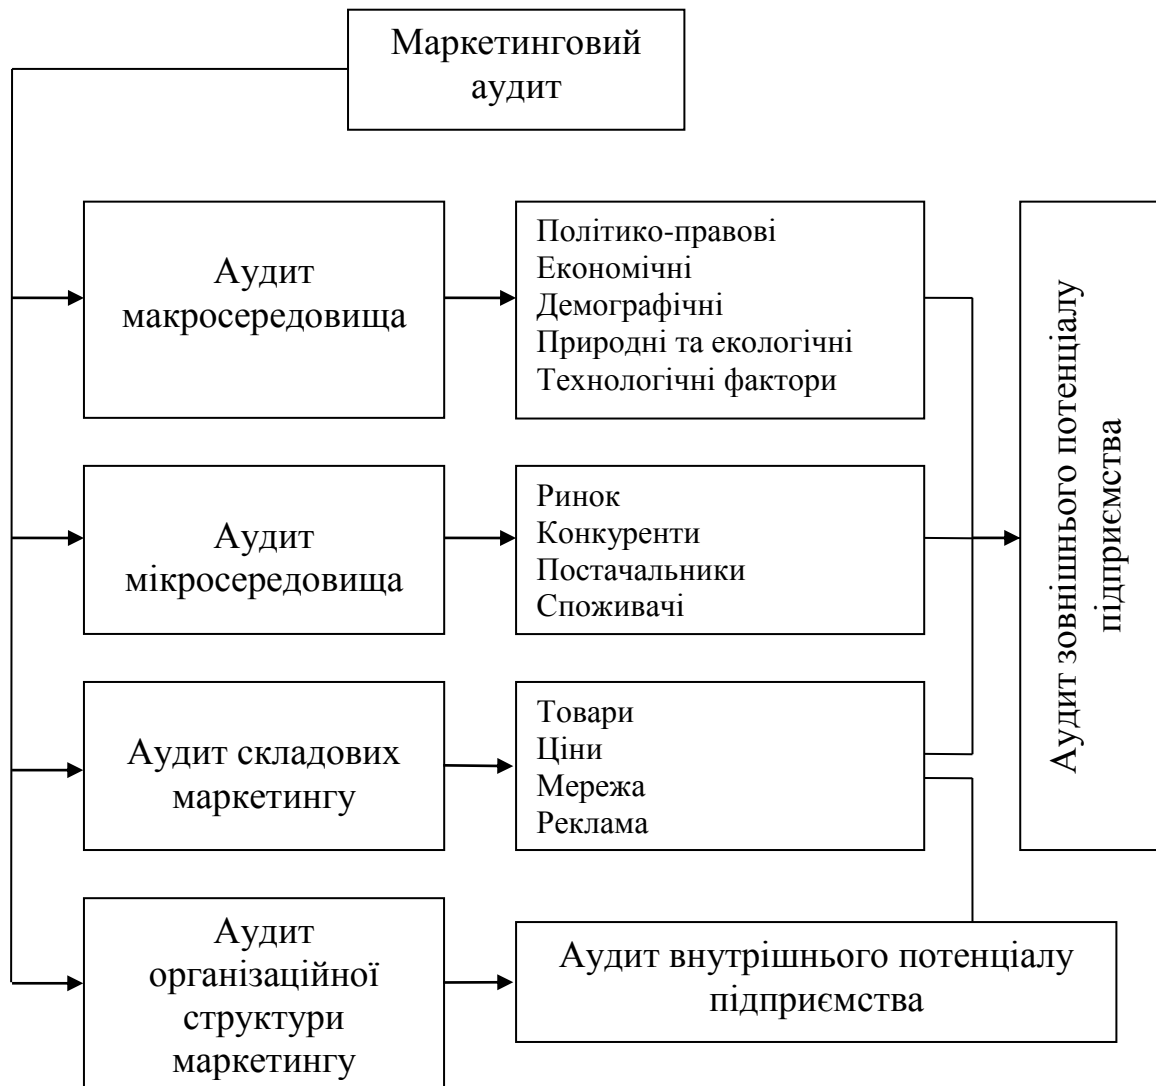 Маркетинговий
аудит
Аудит
макросередовища
Політико-правові
Економічні
Демографічні
Природні та екологічні
Технологічні фактори
Аудит
мікросередовища
Ринок
Конкуренти
Постачальники
Споживачі
Аудит складових
маркетингу
Товари
Ціни
Мережа
Реклама
Аудит
організаційної
структури
маркетингу
Аудит внутрішнього потенціалу
підприємства
Аудит зовнішнього потенціалу
підприємства